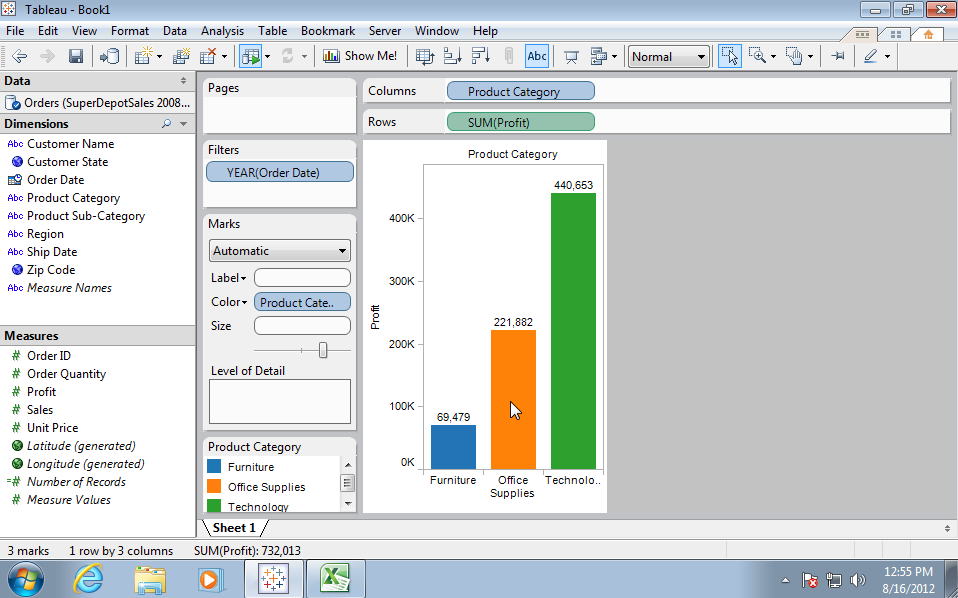 Tableau - Book1
File Edit View Format Data Analysis Table Bookmark Server Window Help
Show Me! Abc Normal
Data
Orders (SuperDepotSales 2008...
Dimensions
Abc Customer Name
Customer State
Order Date
Abc Product Category
Abc Product Sub-Category
Abc Region
Abc Ship Date
Zip Code
Abc Measure Names
Measures
# Order ID
# Order Quantity
# Profit
# Sales
# Unit Price
Latitude (generated)
Longitude (generated)
=# Number of Records
# Measure Values
Pages
Filters
YEAR(Order Date)
Marks
Automatic
Label
Color Product Cate..
Size
Level of Detail
Product Category
Furniture
Office Supplies
Technology
Columns Product Category
Rows SUM(Profit)
Product Category
440,653
400K
300K
221,882
200K
Profit
100K
69,479
0K
Furniture
Office
Supplies
Technolo..
Sheet 1
3 marks 1 row by 3 columns SUM(Profit): 732,013
12:55 PM
8/16/2012